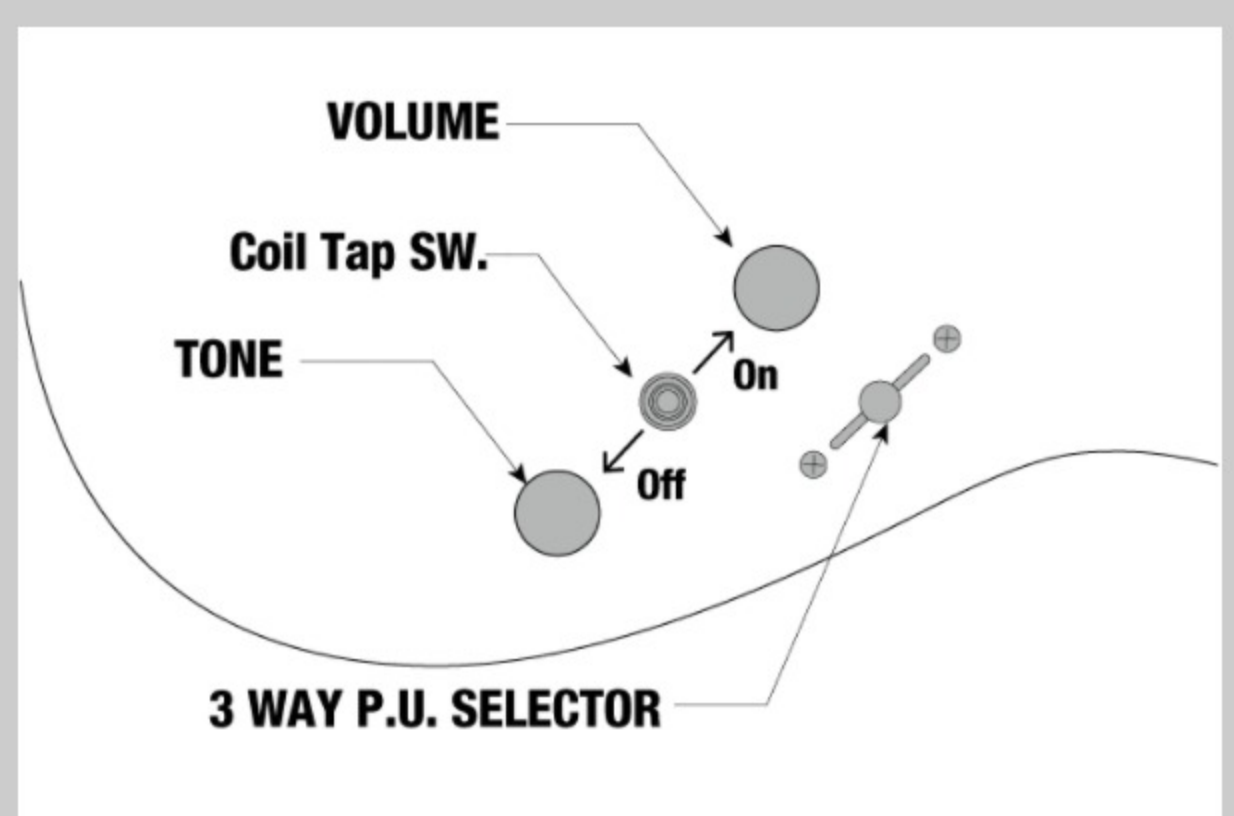 VOLUME
Coil Tap SW.
TONE
On
Off
3 WAY P.U. SELECTOR